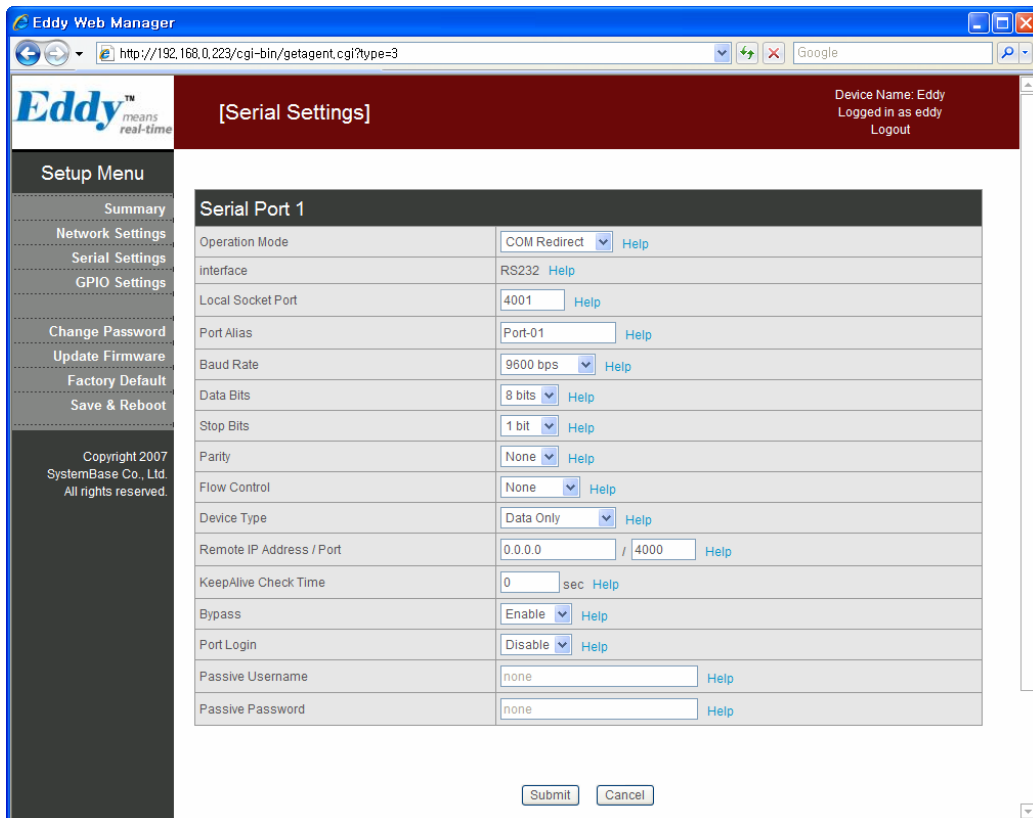 Eddy Web Manager
http://192,168,0,223/cgi-bin/getagent,cgi?type=3
Google
Eddy™ means real-time
[Serial Settings]
Device Name: Eddy
Logged in as eddy
Logout
Setup Menu
Summary
Network Settings
Serial Settings
GPIO Settings
Change Password
Update Firmware
Factory Default
Save & Reboot
Copyright 2007
SystemBase Co., Ltd.
All rights reserved.
Serial Port 1
Operation Mode COM Redirect Help
interface RS232 Help
Local Socket Port 4001 Help
Port Alias Port-01 Help
Baud Rate 9600 bps Help
Data Bits 8 bits Help
Stop Bits 1 bit Help
Parity None Help
Flow Control None Help
Device Type Data Only Help
Remote IP Address / Port 0.0.0.0 / 4000 Help
KeepAlive Check Time 0 sec Help
Bypass Enable Help
Port Login Disable Help
Passive Username none Help
Passive Password none Help
Submit Cancel